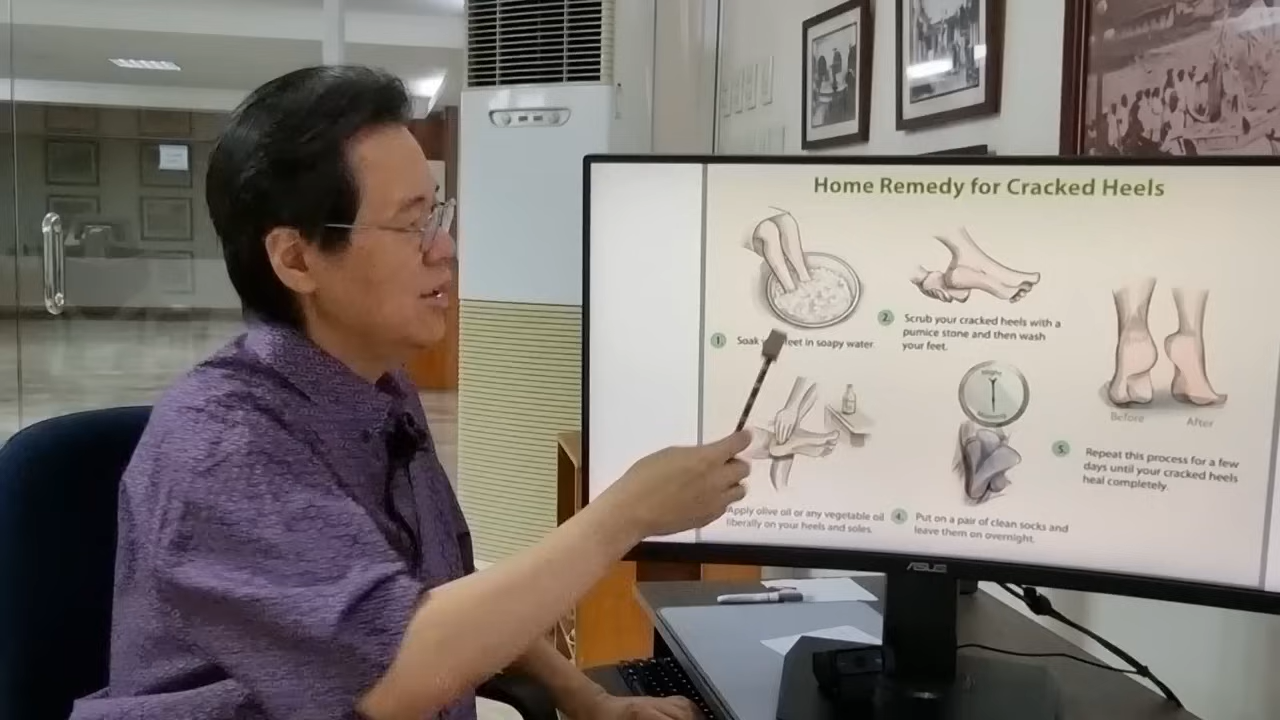 Home Remedy for Cracked Heels
1. Soak feet in soapy water.
2. Scrub your cracked heels with a
pumice stone and then wash
your feet.
Apply olive oil or any vegetable oil
liberally on your heels and soles.
Night
4. Put on a pair of clean socks and
leave them on overnight.
Before
After
5. Repeat this process for a few
days until your cracked heels
heal completely.
ASUS